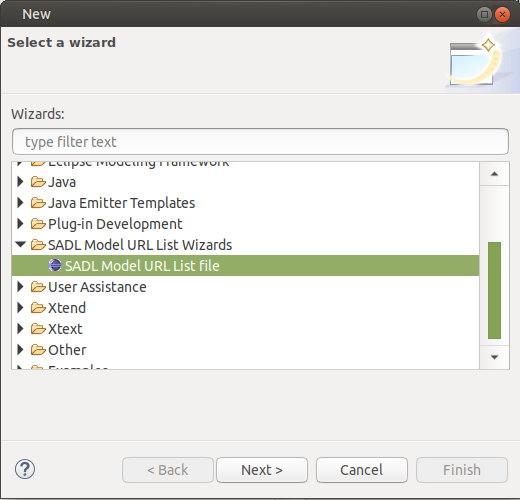 New
Select a wizard
Wizards:
type filter text
Eclipse Modeling Framework
Java
Java Emitter Templates
Plug-in Development
SADL Model URL List Wizards
SADL Model URL List file
User Assistance
Xtend
Xtext
Other
Examples
?
< Back
Next >
Cancel
Finish